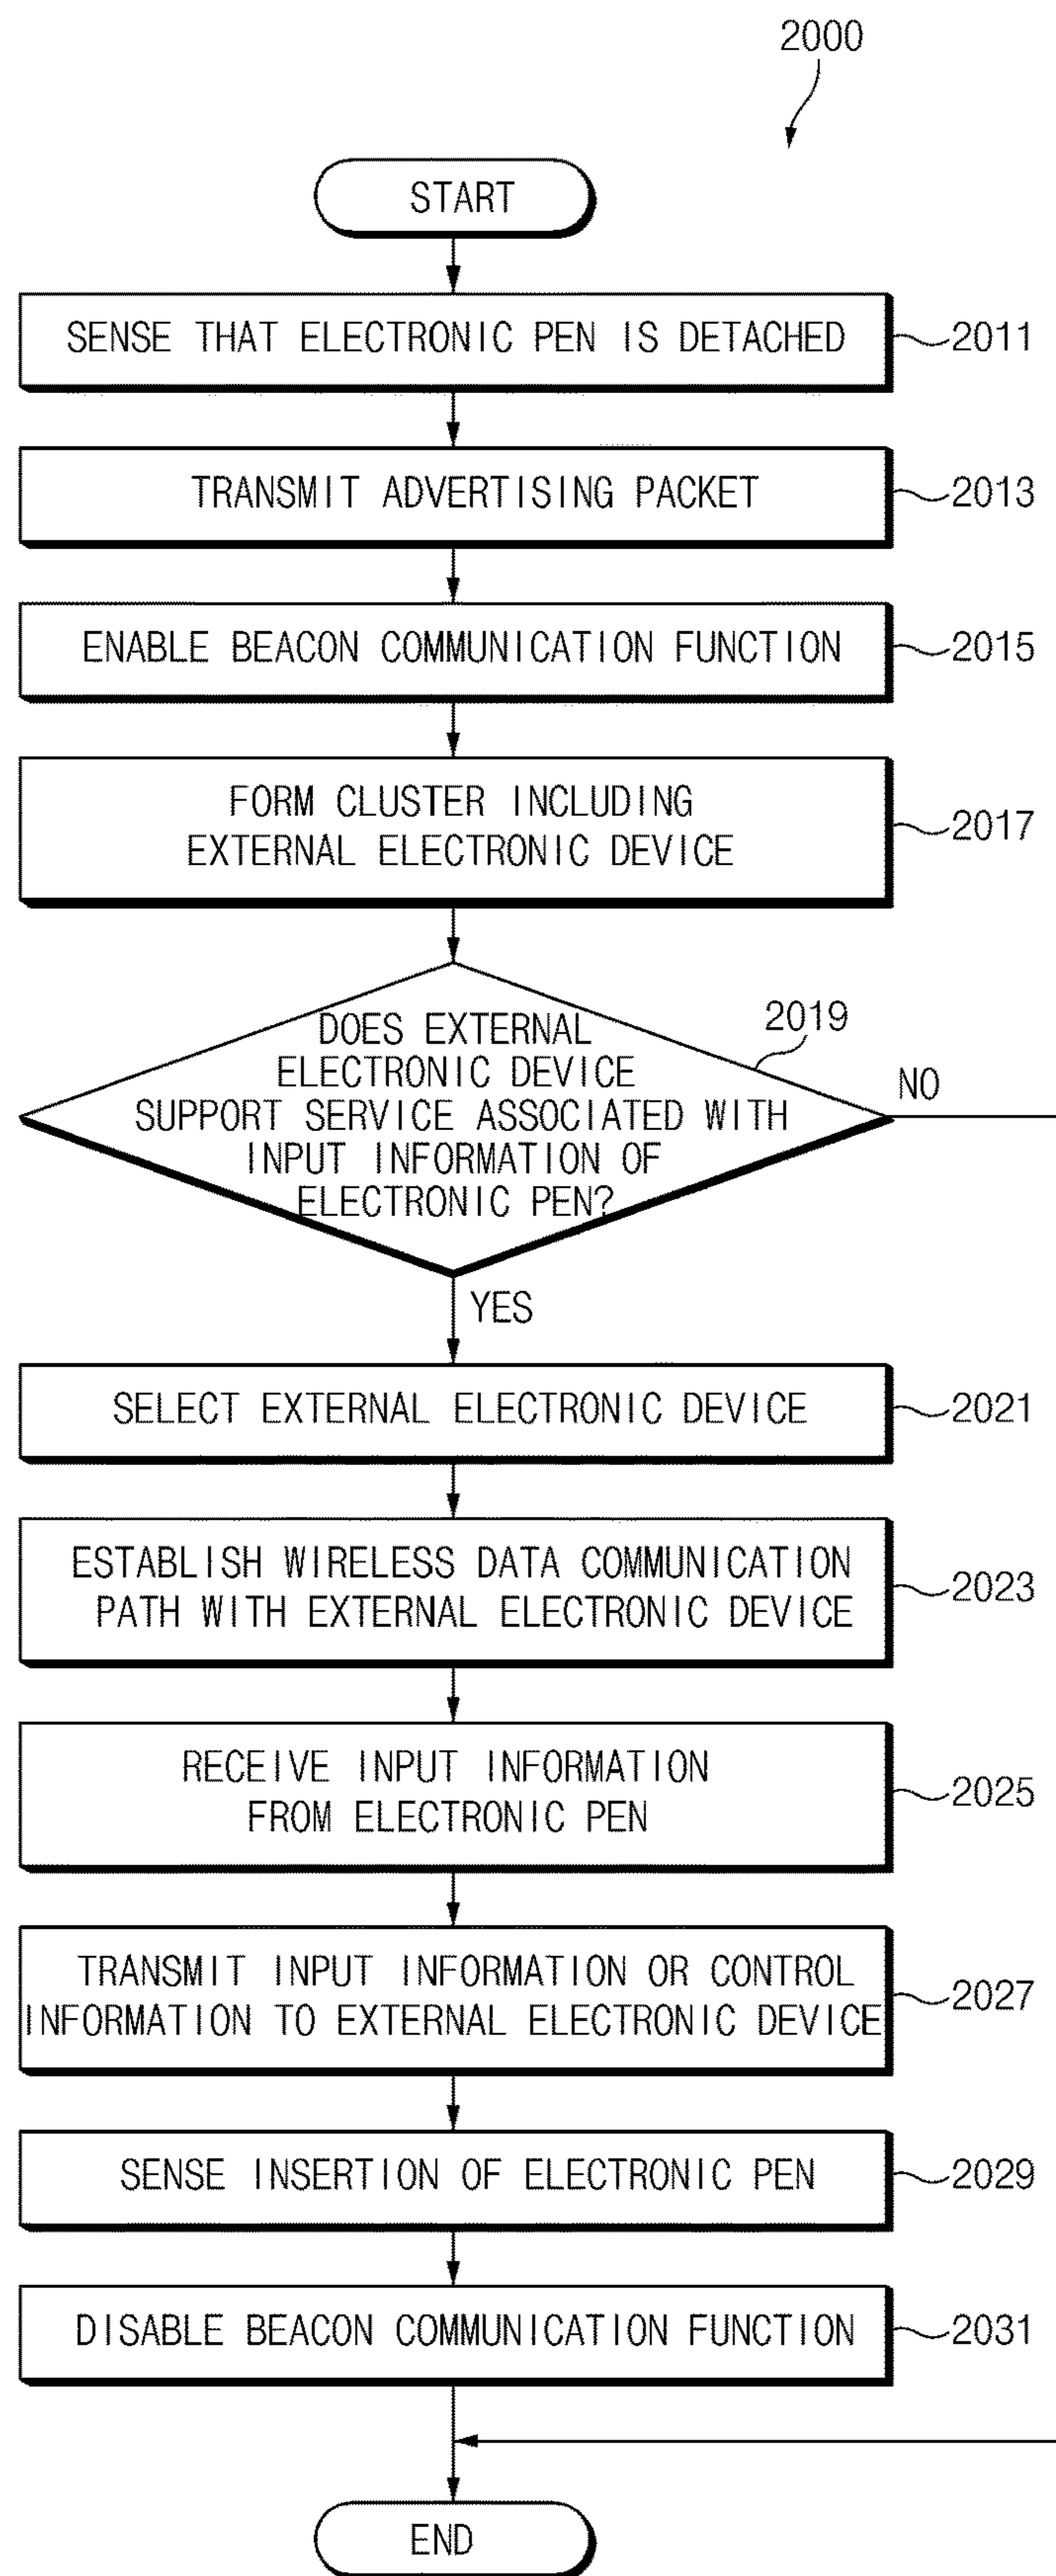 2000
START
SENSE THAT ELECTRONIC PEN IS DETACHED
2011
TRANSMIT ADVERTISING PACKET
2013
ENABLE BEACON COMMUNICATION FUNCTION
2015
FORM CLUSTER INCLUDING
EXTERNAL ELECTRONIC DEVICE
2017
DOES EXTERNAL
ELECTRONIC DEVICE
SUPPORT SERVICE ASSOCIATED WITH
INPUT INFORMATION OF
ELECTRONIC PEN?
2019
NO
YES
SELECT EXTERNAL ELECTRONIC DEVICE
2021
ESTABLISH WIRELESS DATA COMMUNICATION
PATH WITH EXTERNAL ELECTRONIC DEVICE
2023
RECEIVE INPUT INFORMATION
FROM ELECTRONIC PEN
2025
TRANSMIT INPUT INFORMATION OR CONTROL
INFORMATION TO EXTERNAL ELECTRONIC DEVICE
2027
SENSE INSERTION OF ELECTRONIC PEN
2029
DISABLE BEACON COMMUNICATION FUNCTION
2031
END